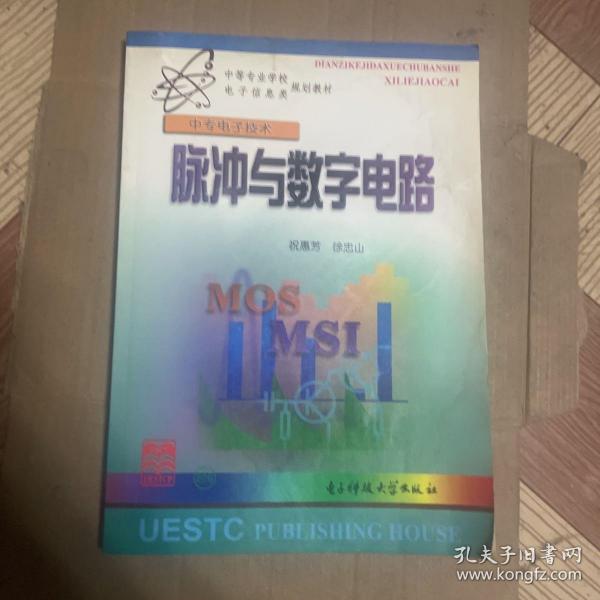 DIANZIKEJIDAXUECHUBANSHE
XILIEJIAOCAI
中等专业学校
电子信息类 规划教材
中专电子技术
脉冲与数字电路
祝惠芳 徐忠山
MOS
MSI
UESTCP
电子科技大学出版社
UESTC PUBLISHING HOUSE
孔夫子旧书网
www.kongfz.com